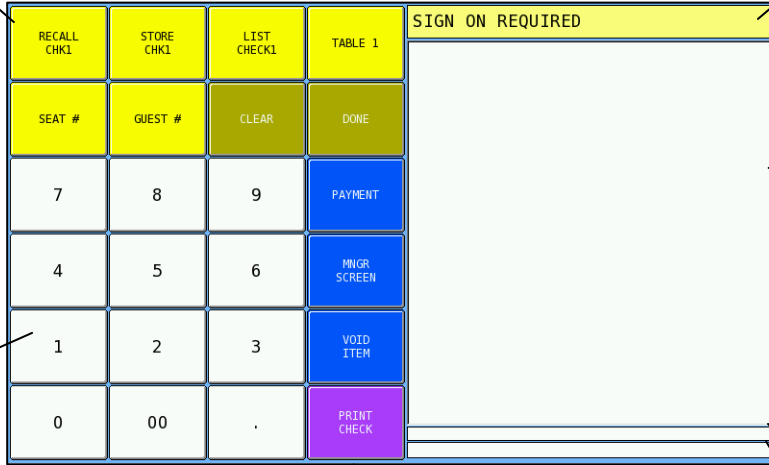 RECALL
CHK1
STORE
CHK1
LIST
CHECK1
TABLE 1
SIGN ON REQUIRED
SEAT #
GUEST #
CLEAR
DONE
7
8
9
PAYMENT
4
5
6
MNGR
SCREEN
1
2
3
VOID
ITEM
0
00
.
PRINT
CHECK